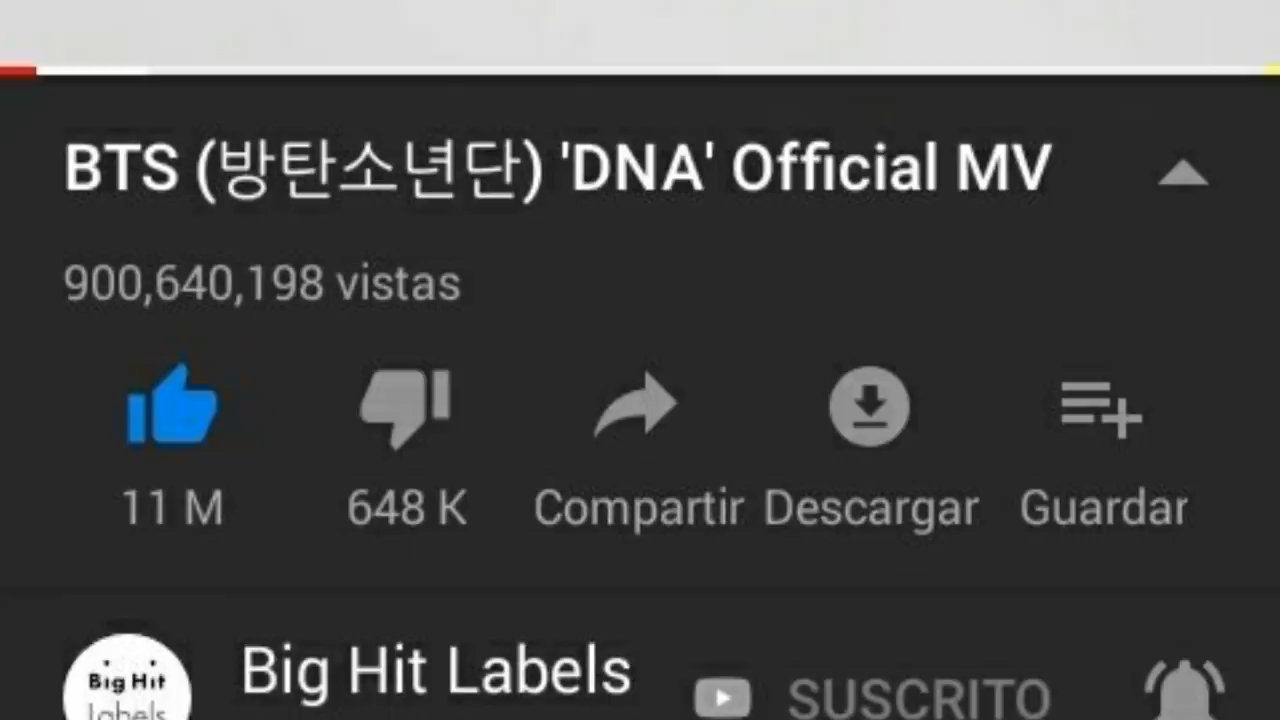 BTS (방탄소년단) 'DNA' Official MV
900,640,198 vistas
11 M 648 K Compartir Descargar Guardar
Big Hit Labels
Big Hit
Labels
SUSCRITO